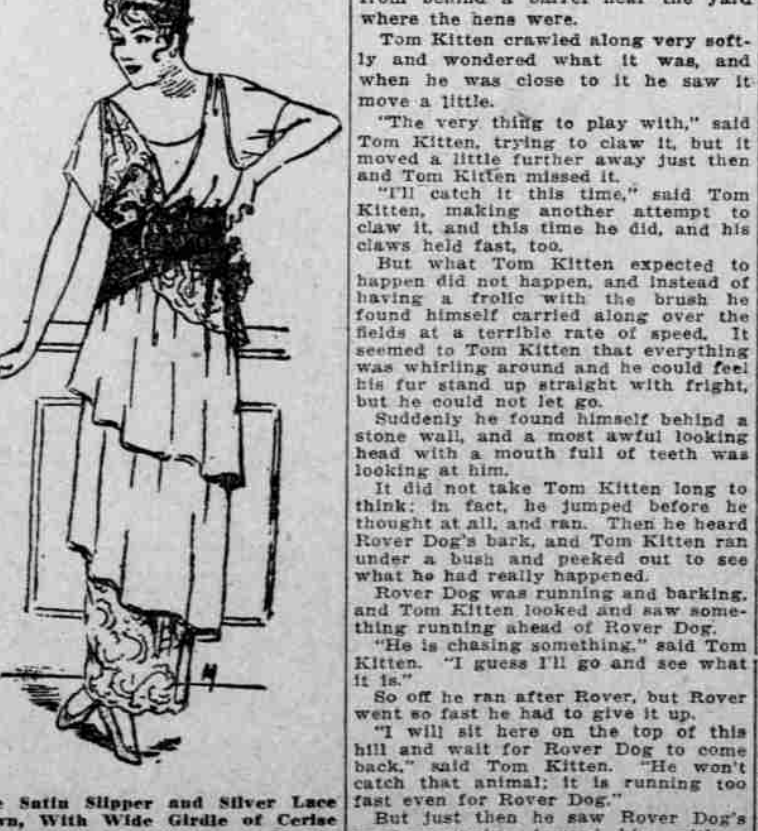 e Satin Slipper and Silver Lace
wn, With Wide Girdle of Cerise
from behind a barrel near the yard
where the hens were.
Tom Kitten crawled along very soft-
ly and wondered what it was, and
when he was close to it he saw it
move a little.
"The very thing to play with," said
Tom Kitten, trying to claw it, but it
moved a little further away just then
and Tom Kitten missed it.
"I'll catch it this time," said Tom
Kitten, making another attempt to
claw it, and this time he did, and his
claws held fast, too.
But what Tom Kitten expected to
happen did not happen, and instead of
having a frolic with the brush he
found himself carried along over the
fields at a terrible rate of speed. It
seemed to Tom Kitten that everything
was whirling around and he could feel
his fur stand up straight with fright,
but he could not let go.
Suddenly he found himself behind a
stone wall, and a most awful looking
head with a mouth full of teeth was
looking at him.
It did not take Tom Kitten long to
think; in fact, he jumped before he
thought at all, and ran. Then he heard
Rover Dog's bark, and Tom Kitten ran
under a bush and peeked out to see
what he had really happened.
Rover Dog was running and barking,
and Tom Kitten looked and saw some-
thing running ahead of Rover Dog.
"He is chasing something," said Tom
Kitten. "I guess I'll go and see what
it is."
So off he ran after Rover, but Rover
went so fast he had to give it up.
"I will sit here on the top of this
hill and wait for Rover Dog to come
back," said Tom Kitten. "He won't
catch that animal; it is running too
fast even for Rover Dog."
But just then he saw Rover Dog's